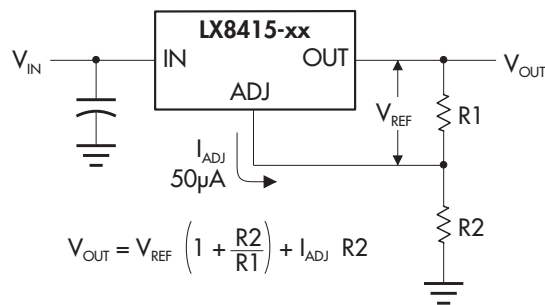 LX8415-xx
V_IN IN OUT V_OUT
ADJ
V_REF R1
I_ADJ
50µA
R2
V_OUT = V_REF (1 + R2/R1) + I_ADJ R2